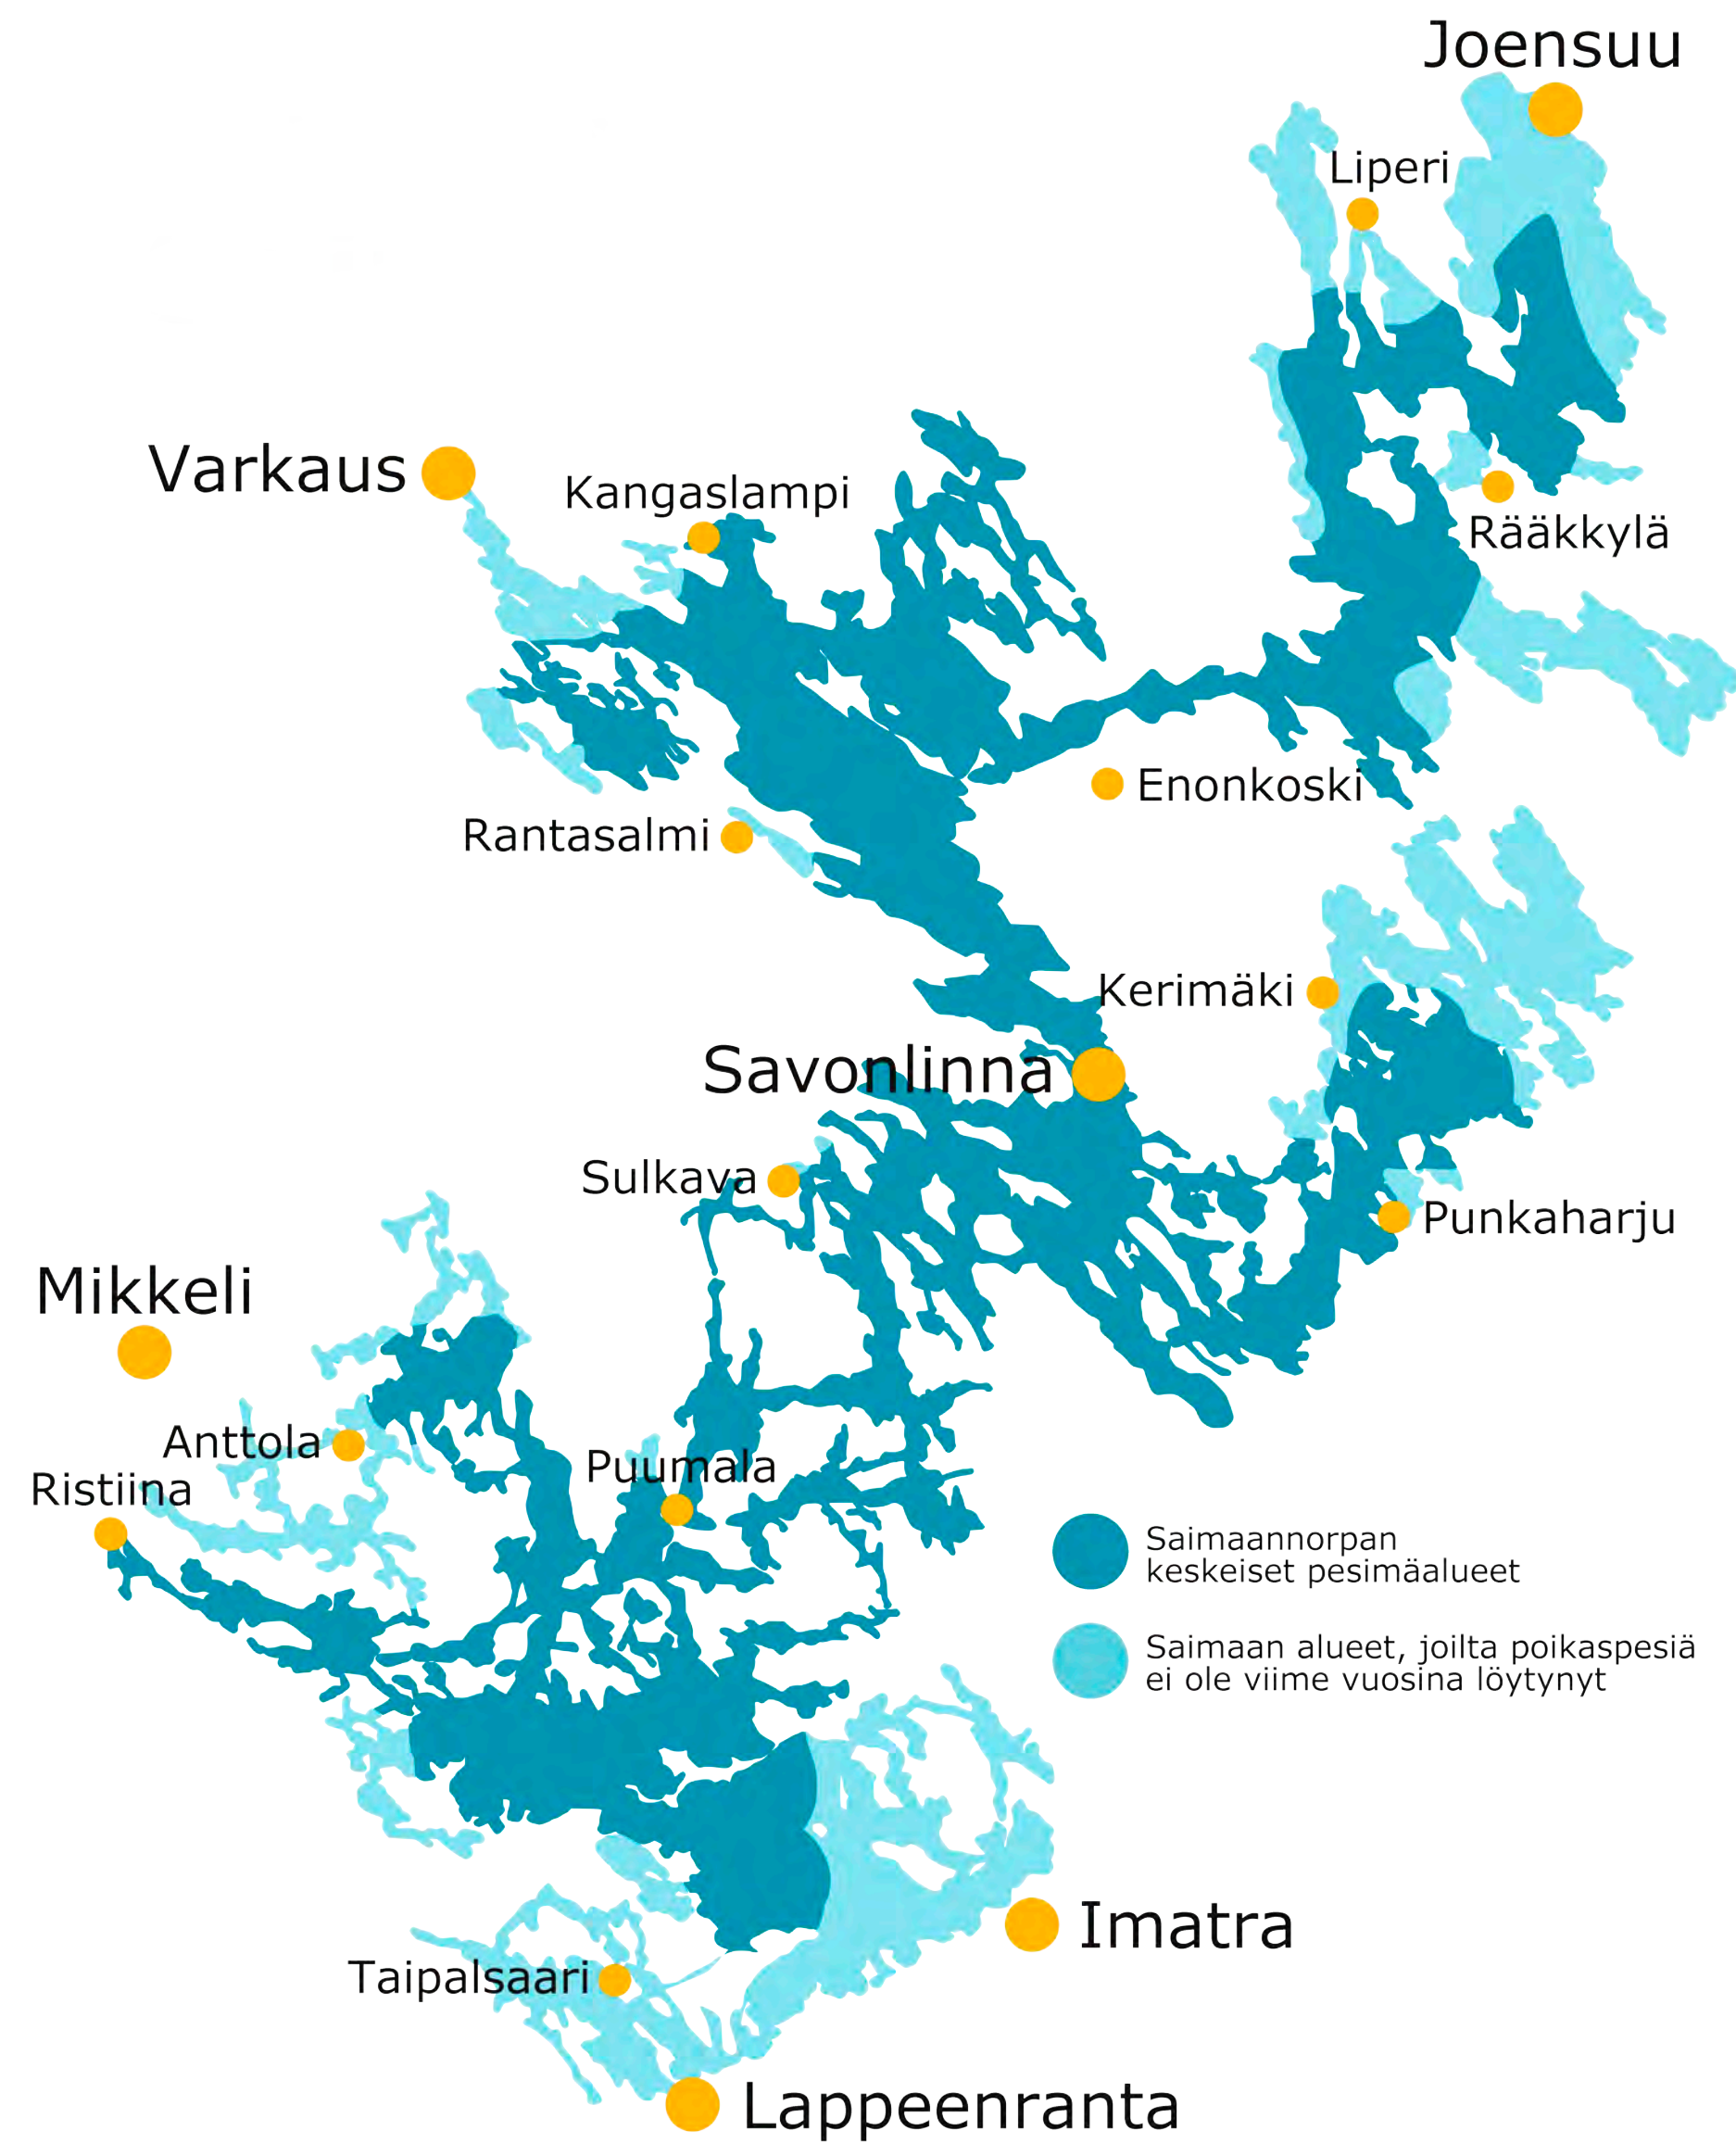 Joensuu
Liperi
Varkaus
Kangaslampi
Rääkkylä
Enonkoski
Rantasalmi
Kerimäki
Savonlinna
Sulkava
Punkaharju
Mikkeli
Anttola
Puumala
Ristiina
Saimaannorpan
keskeiset pesimäalueet
Saimaan alueet, joilta poikaspesiä
ei ole viime vuosina löytynyt
Imatra
Taipalsaari
Lappeenranta